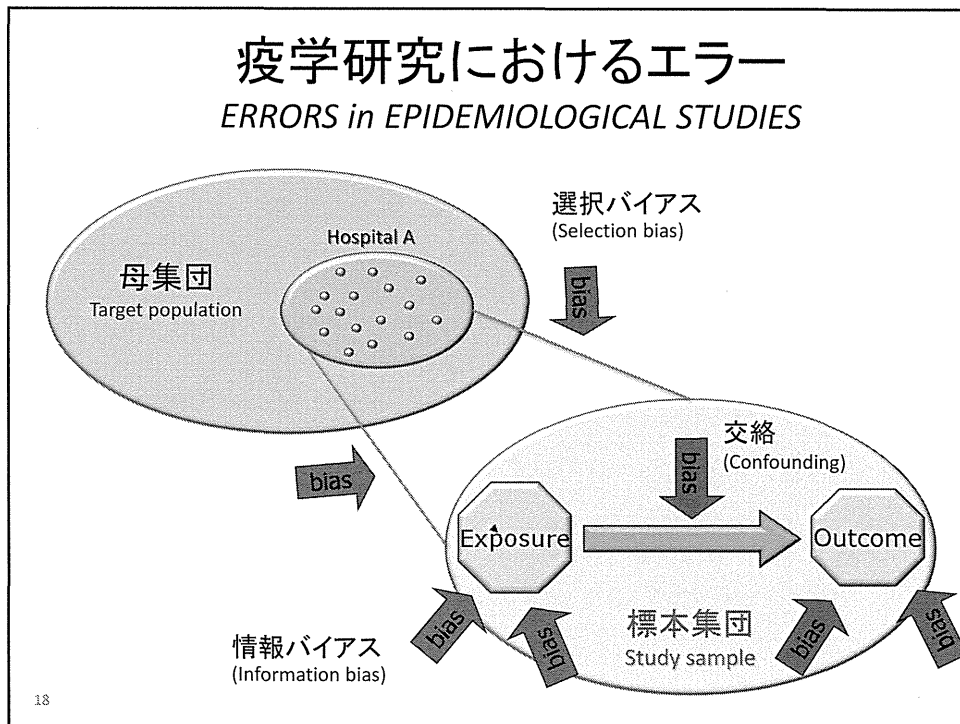 疫学研究におけるエラー
ERRORS in EPIDEMIOLOGICAL STUDIES
選択バイアス
(Selection bias)
Hospital A
母集団
Target population
bias
bias
交絡
(Confounding)
bias
Exposure
Outcome
bias
bias
bias
bias
標本集団
Study sample
情報バイアス
(Information bias)
18